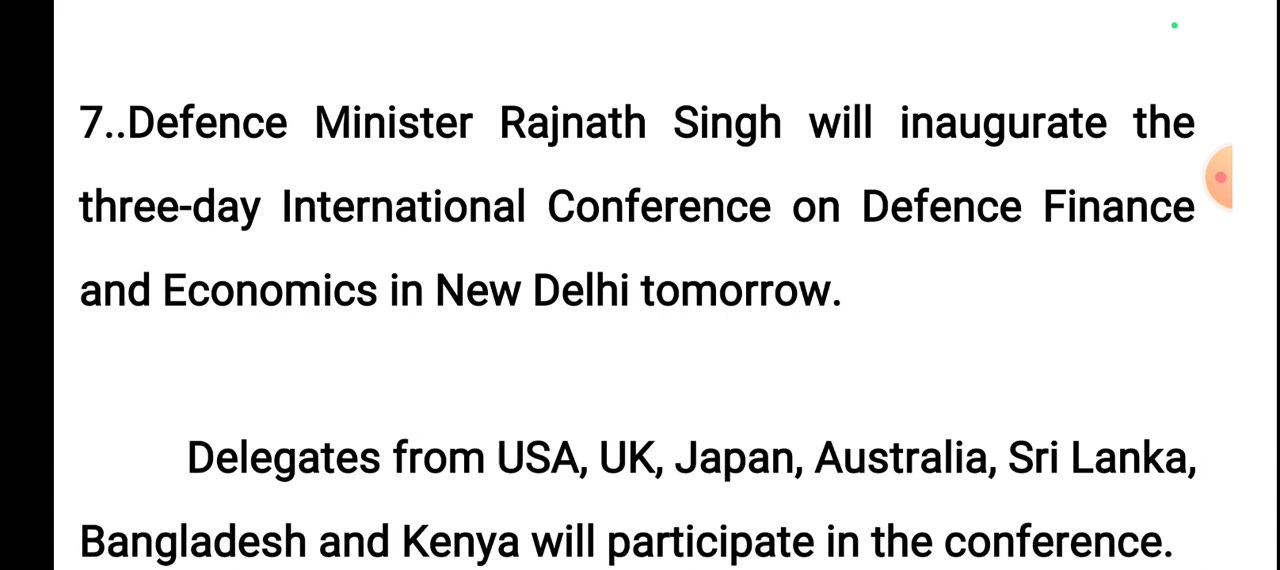 7..Defence Minister Rajnath Singh will inaugurate the
three-day International Conference on Defence Finance
and Economics in New Delhi tomorrow.
Delegates from USA, UK, Japan, Australia, Sri Lanka,
Bangladesh and Kenya will participate in the conference.